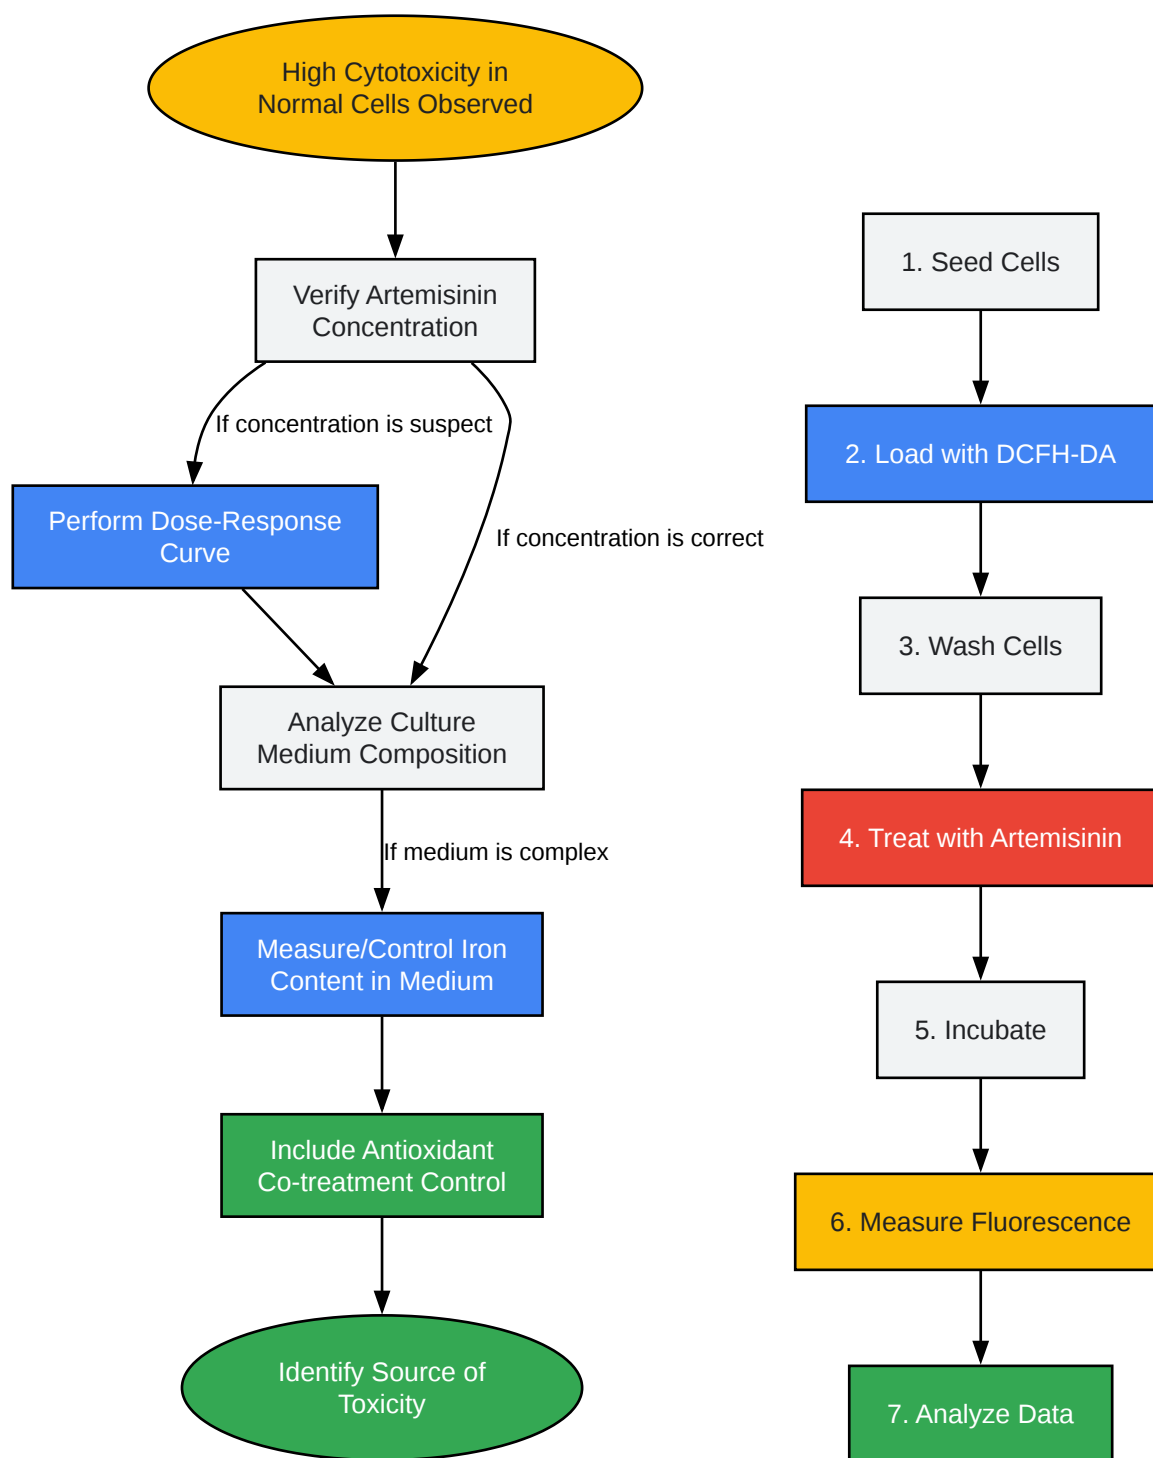 High Cytotoxicity in
Normal Cells Observed
Verify Artemisinin
Concentration
If concentration is suspect
Perform Dose-Response
Curve
If concentration is correct
Analyze Culture
Medium Composition
If medium is complex
Measure/Control Iron
Content in Medium
Include Antioxidant
Co-treatment Control
Identify Source of
Toxicity
1. Seed Cells
2. Load with DCFH-DA
3. Wash Cells
4. Treat with Artemisinin
5. Incubate
6. Measure Fluorescence
7. Analyze Data